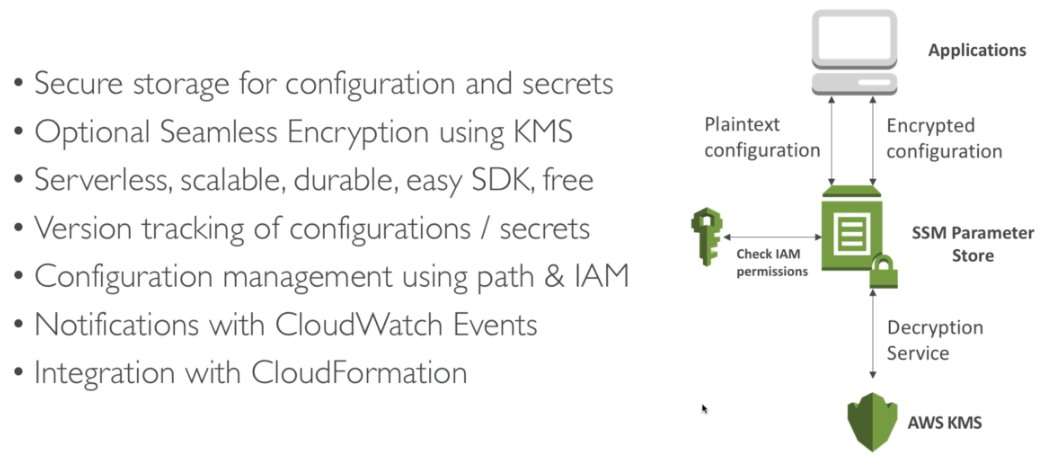 • Secure storage for configuration and secrets
• Optional Seamless Encryption using KMS
• Serverless, scalable, durable, easy SDK, free
• Version tracking of configurations / secrets
• Configuration management using path & IAM
• Notifications with CloudWatch Events
• Integration with CloudFormation
Applications
Plaintext
configuration
Encrypted
configuration
SSM Parameter
Store
Check IAM
permissions
Decryption
Service
AWS KMS